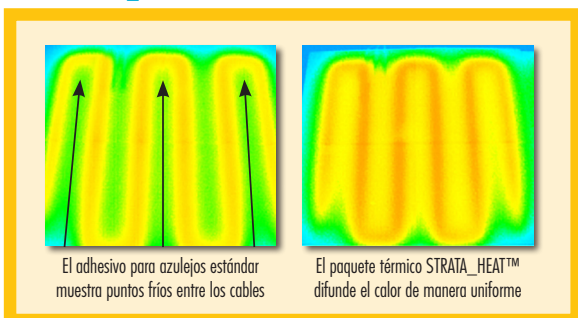 El adhesivo para azulejos estándar
muestra puntos fríos entre los cables
El paquete térmico STRATA_HEAT™
difunde el calor de manera uniforme